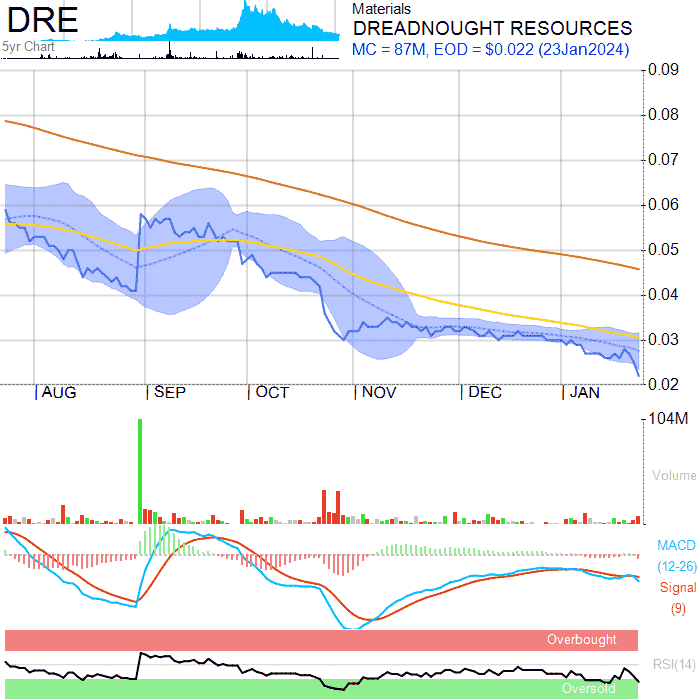 DRE
5yr Chart
Materials
DREADNOUGHT RESOURCES
MC = 87M, EOD = $0.022 (23Jan2024)
0.09
0.08
0.07
0.06
0.05
0.04
0.03
0.02
AUG SEP OCT NOV DEC JAN
104M
Volume
MACD
(12-26)
Signal
(9)
Overbought
RSI(14)
Oversold